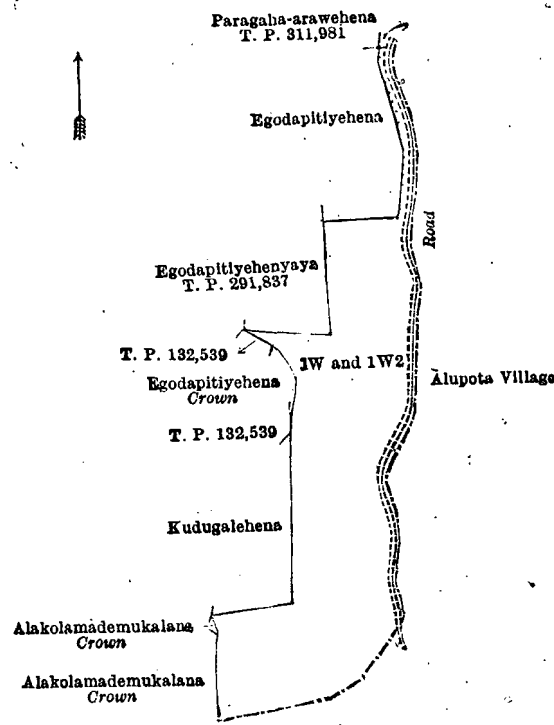 Paragaha-arawehena
T. P. 311,981
Egodapitiyehena
Road
Egodapitiyehenyaya
T. P. 291,837
T. P. 132,539
1W and 1W2
Egodapitiyehena
Crown
Alupota Village
T. P. 132,539
Kudugalehena
Alakolamademukalana
Crown
Alakolamademukalana
Crown